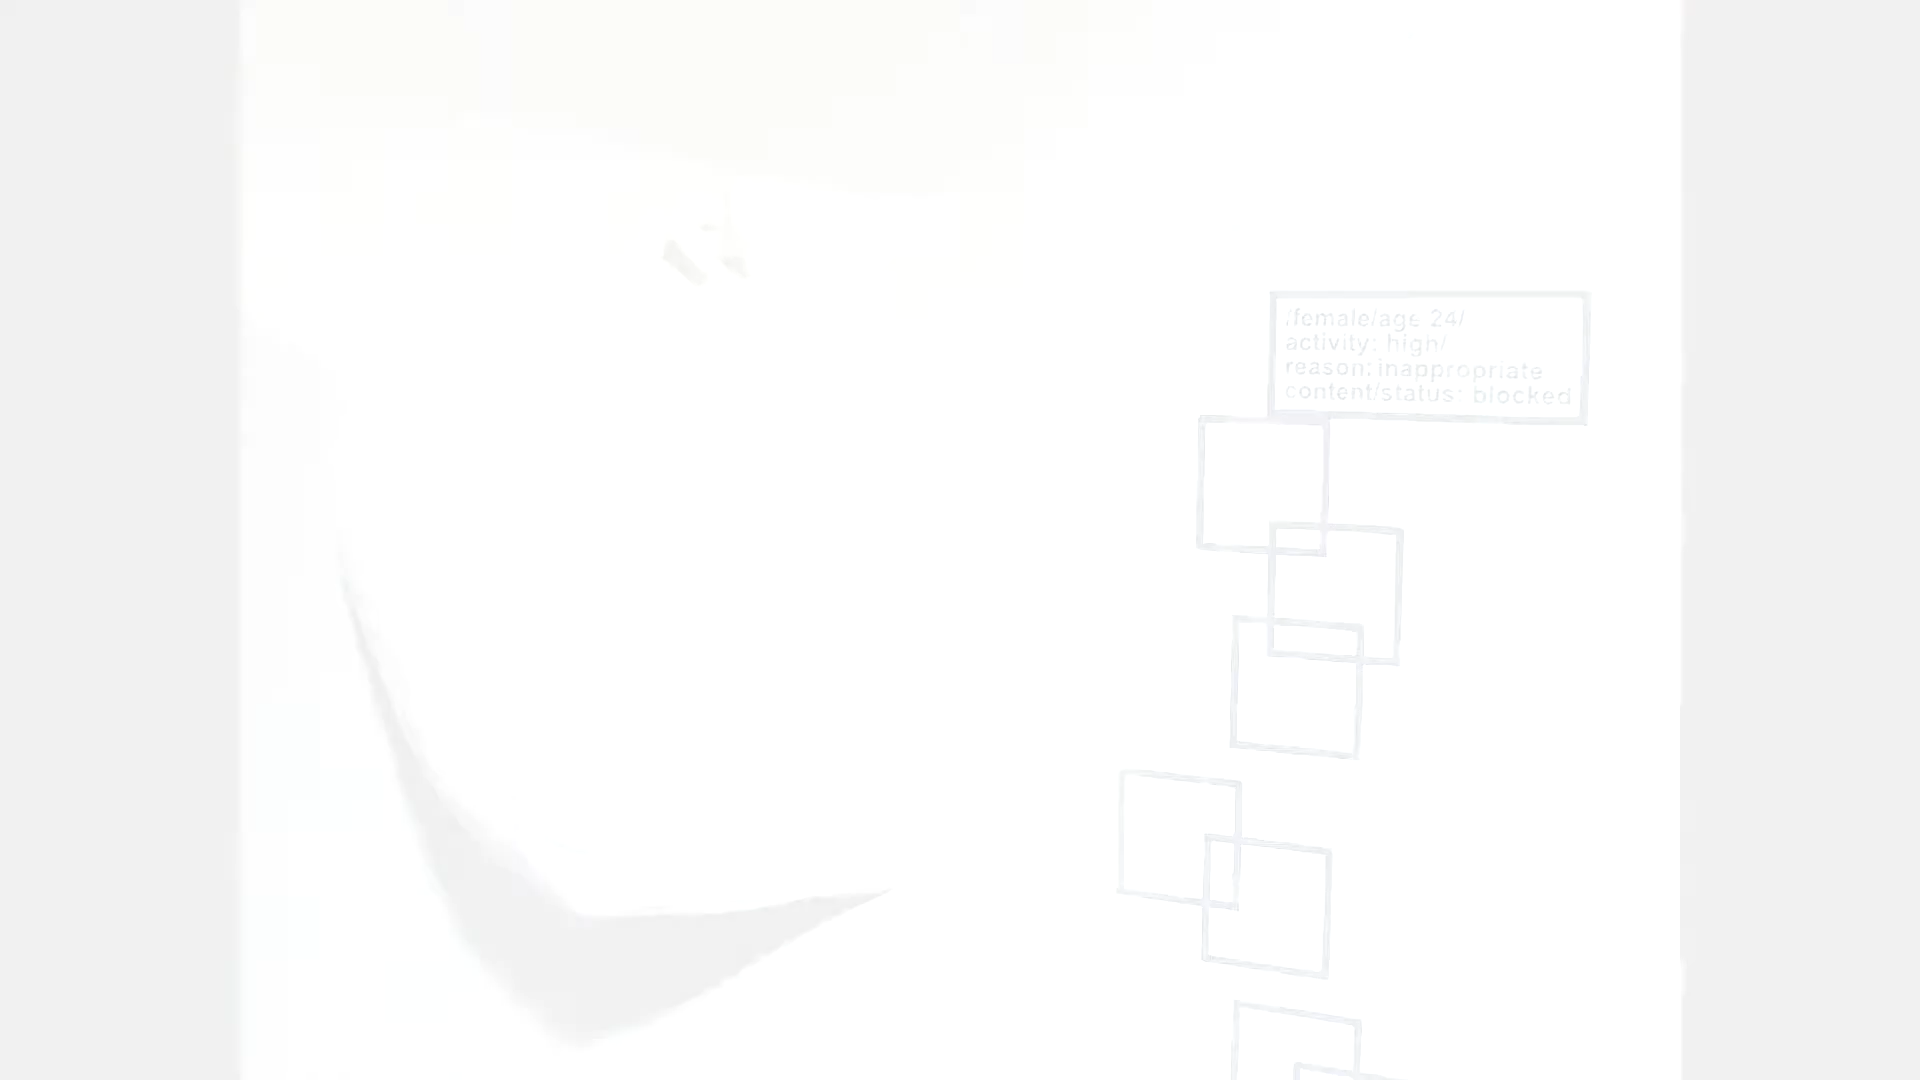 /female/age 24/
activity: high/
reason: inappropriate
content/status: blocked